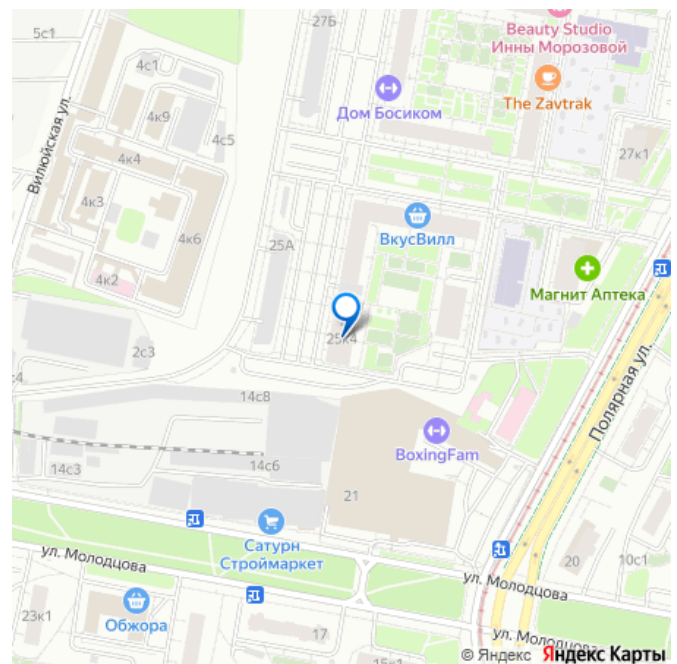 27Б
Beauty Studio
Инны Морозовой
5с1
4с1
The Zavtrak
Дом Босиком
4к9
4с5
27к1
Вилюйская ул.
4к4
4к3
ВкусВилл
4к6
25А
4к2
Магнит Аптека
25к4
2с3
Полярная ул.
14с8
BoxingFam
14с3
14с6
21
Сатурн
Строймаркет
ул. Молодцова
20
10с1
ул. Молодцова
Обжора
23к1
17
ул. Молодцова
© Яндекс Яндекс Карты